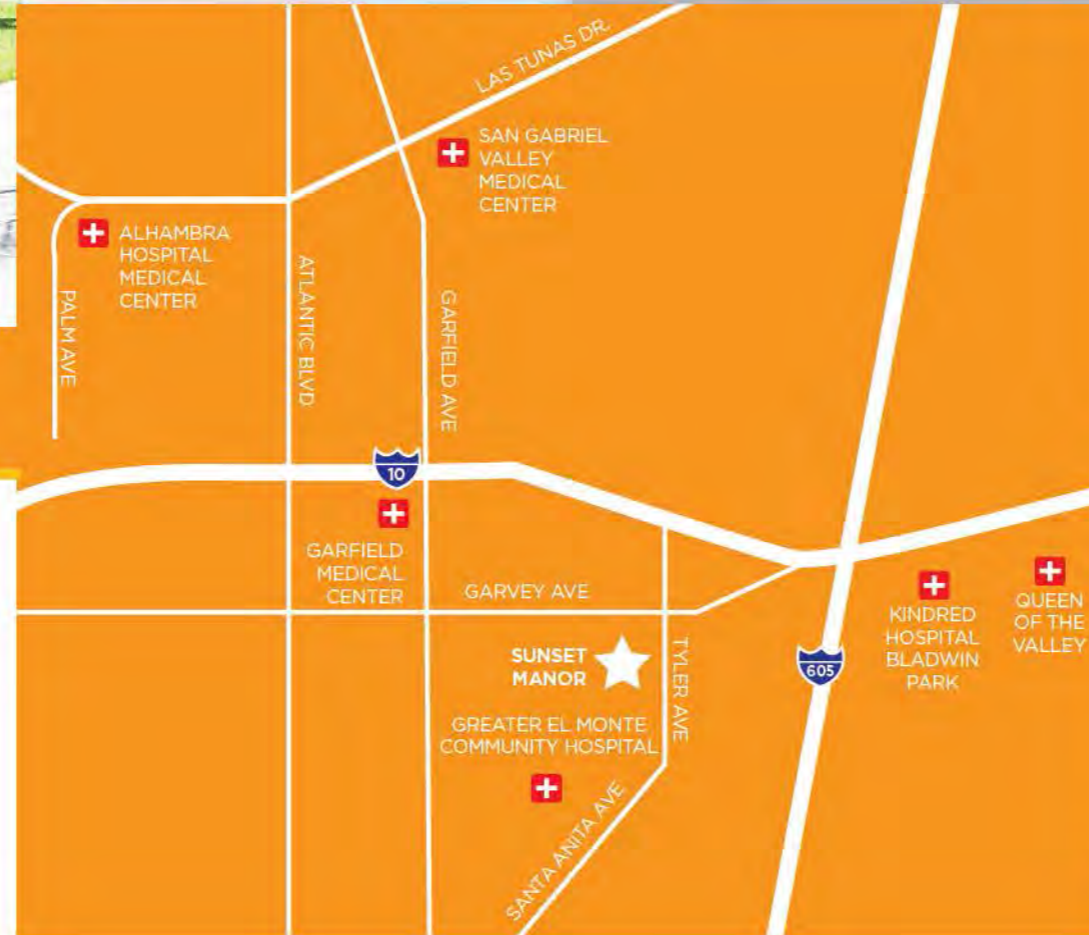 LAS TUNAS DR.
SAN GABRIEL
VALLEY
MEDICAL
CENTER
ALHAMBRA
HOSPITAL
MEDICAL
CENTER
PALM AVE
ATLANTIC BLVD
GARFIELD AVE
10
GARFIELD
MEDICAL
CENTER
GARVEY AVE
SUNSET
MANOR
TYLER AVE
605
KINDRED
HOSPITAL
BLADWIN
PARK
QUEEN
OF THE
VALLEY
GREATER EL MONTE
COMMUNITY HOSPITAL
SANTA ANITA AVE